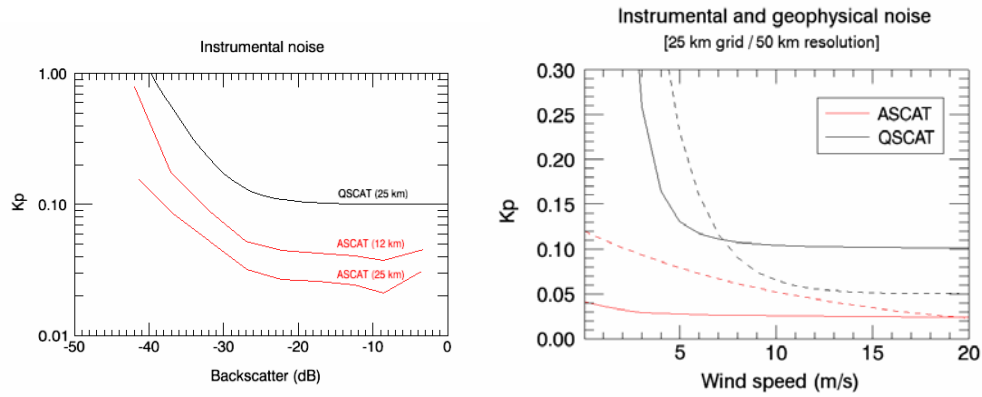 Instrumental noise
1.00
0.10
0.01
Kp
QSCAT (25 km)
ASCAT (12 km)
ASCAT (25 km)
-50
-40
-30
-20
-10
0
Backscatter (dB)
Instrumental and geophysical noise
[25 km grid / 50 km resolution]
0.30
0.25
0.20
0.15
0.10
0.05
0.00
Kp
ASCAT
QSCAT
5
10
15
20
Wind speed (m/s)